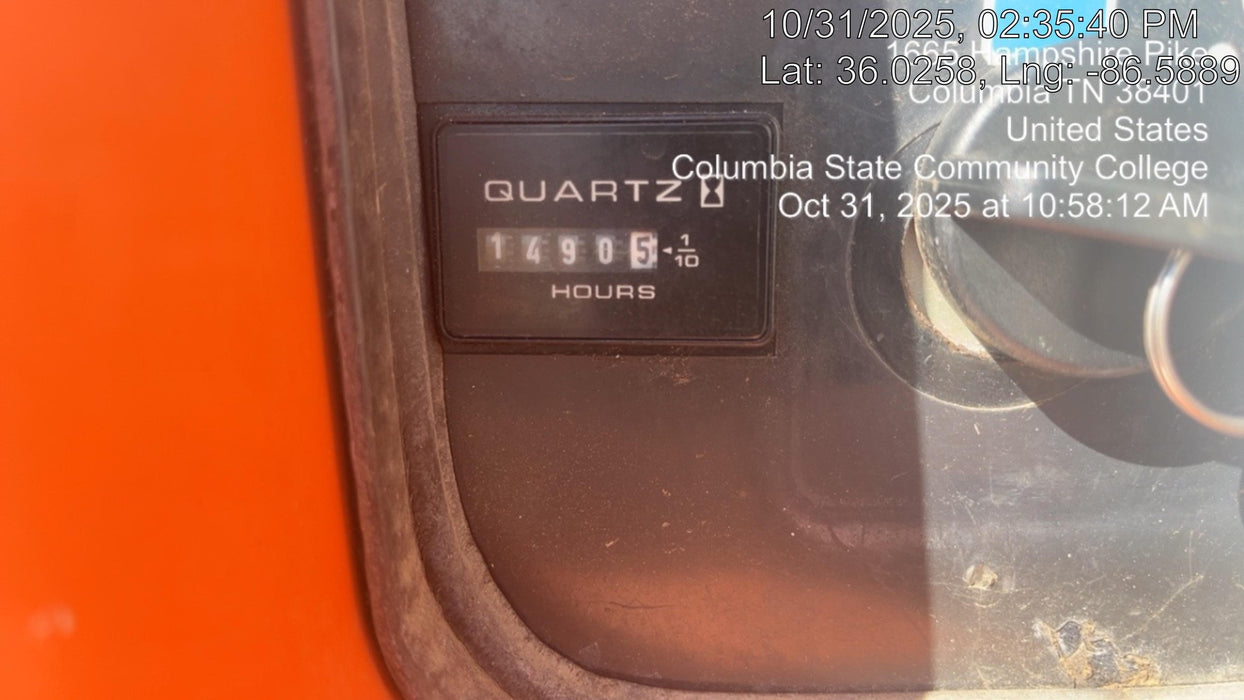 10/31/2025, 02:35:40 PM
1665 Hampshire Pike
Lat: 36.0258, Lng: -86.5889
Columbia TN 38401
United States
Columbia State Community College
Oct 31, 2025 at 10:58:12 AM
QUARTZ
14905 1/10
HOURS